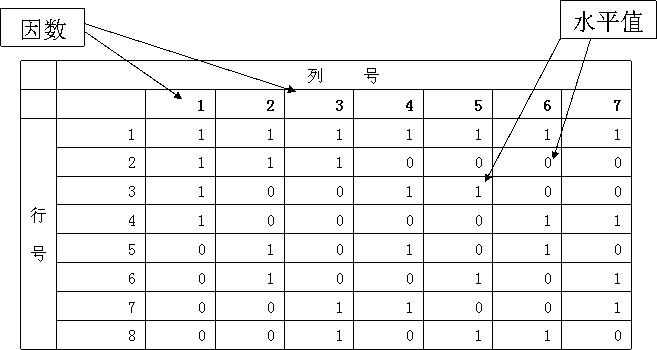 因数
水平值
列 号
1 2 3 4 5 6 7
1 1 1 1 1 1 1 1
2 1 1 1 0 0 0 0
3 1 0 0 1 1 0 0
行 4 1 0 0 0 0 1 1
号 5 0 1 0 1 0 1 0
6 0 1 0 0 1 0 1
7 0 0 1 1 0 0 1
8 0 0 1 0 1 1 0